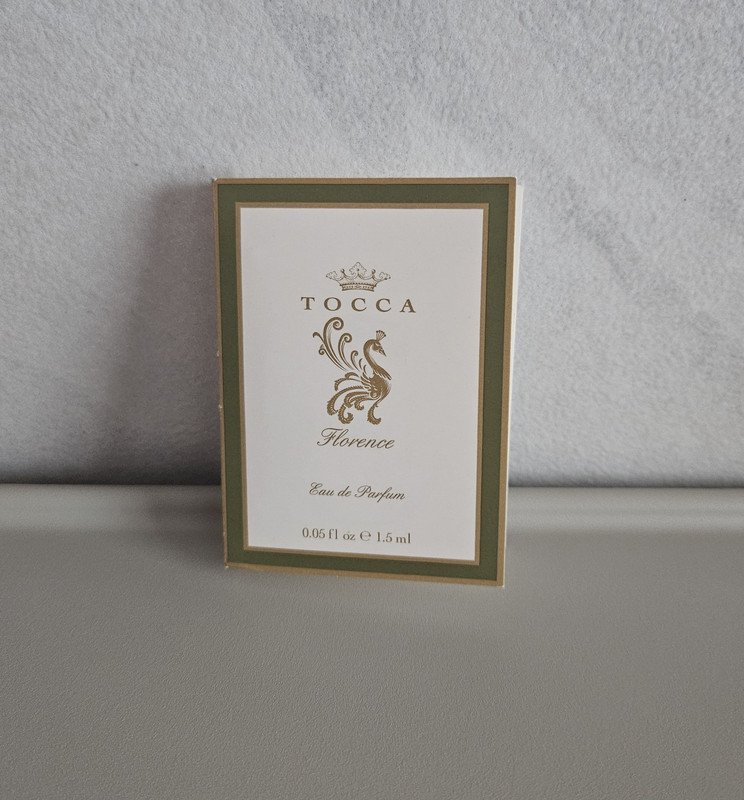 TOCCA
Florence
Eau de Parfum
0.05 fl oz ℮ 1.5 ml